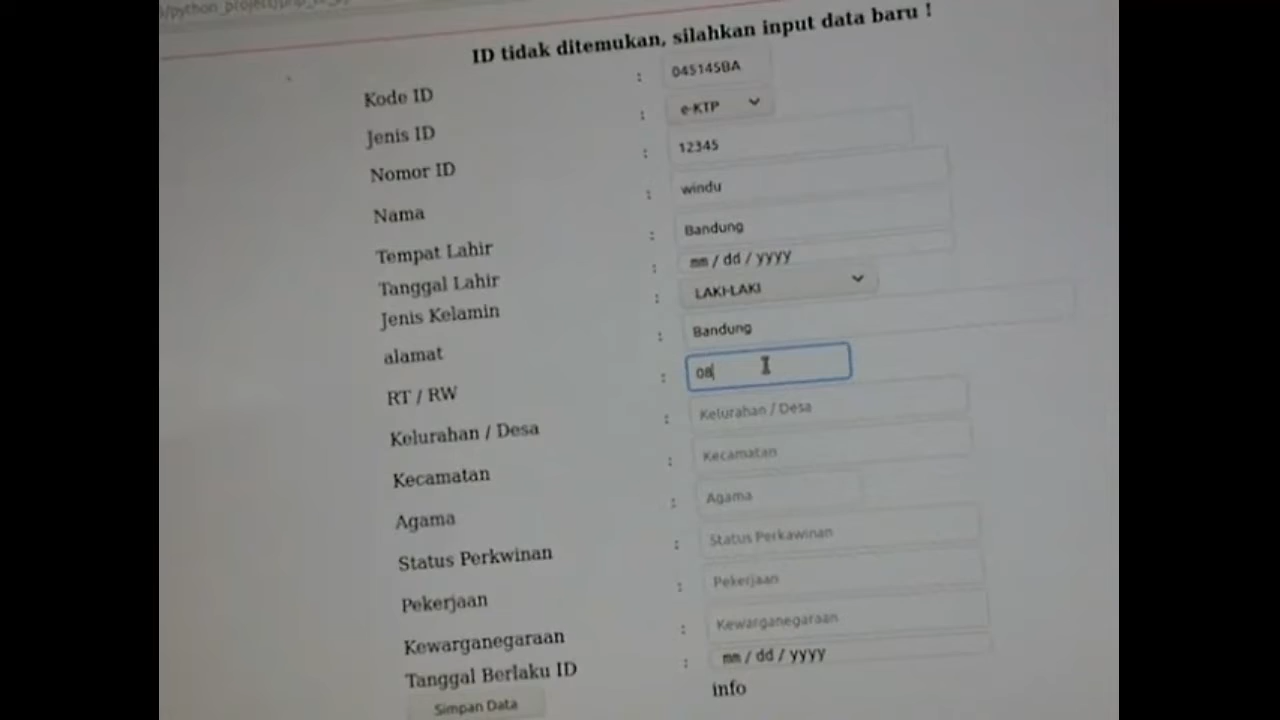 ID tidak ditemukan, silahkan input data baru !
Kode ID : 045145BA
Jenis ID : e-KTP
Nomor ID : 12345
Nama : windu
Tempat Lahir : Bandung
Tanggal Lahir : mm / dd / yyyy
Jenis Kelamin : LAKI-LAKI
alamat : Bandung
RT / RW : 08
Kelurahan / Desa : Kelurahan / Desa
Kecamatan : Kecamatan
Agama : Agama
Status Perkwinan : Status Perkawinan
Pekerjaan : Pekerjaan
Kewarganegaraan : Kewarganegaraan
Tanggal Berlaku ID : mm / dd / yyyy
Simpan Data info